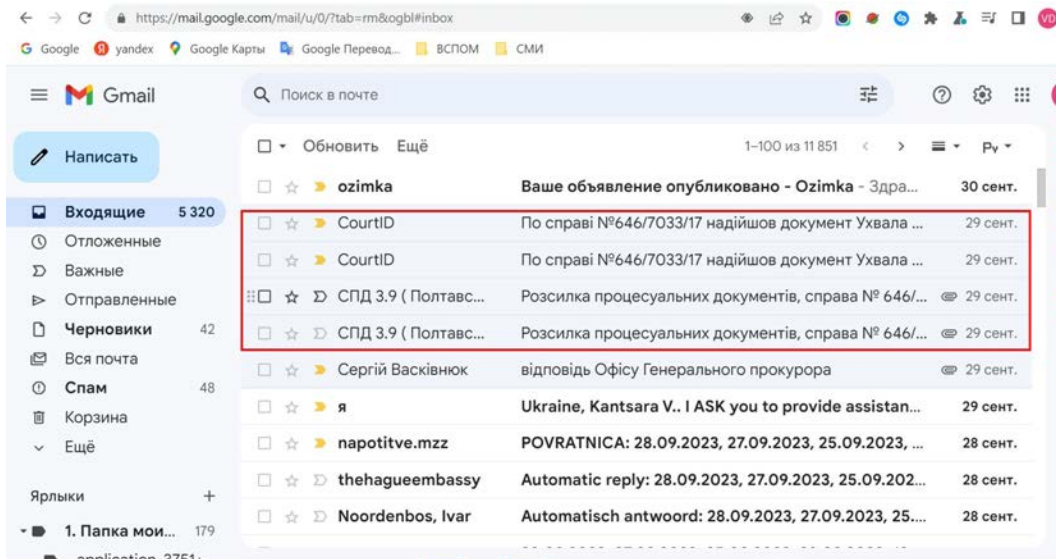 https://mail.google.com/mail/u/0/?tab=rm&ogbl#inbox
VD
Google yandex Google Карты Google Перевод... ВСПОМ СМИ
Gmail
Поиск в почте
Написать
Обновить Ещё 1–100 из 11 851
ozimka Ваше объявление опубликовано - Ozimka - Здра... 30 сент.
Входящие 5 320
CourtID По справі №646/7033/17 надійшов документ Ухвала ... 29 сент.
Отложенные
CourtID По справі №646/7033/17 надійшов документ Ухвала ... 29 сент.
Важные
Отправленные
СПД 3.9 ( Полтавс... Розсилка процесуальних документів, справа № 646/... 29 сент.
Черновики 42
СПД 3.9 ( Полтавс... Розсилка процесуальних документів, справа № 646/... 29 сент.
Вся почта
Сергій Васківнюк відповідь Офісу Генерального прокурора 29 сент.
Спам 48
Корзина
я Ukraine, Kantsara V.. I ASK you to provide assistan... 29 сент.
Ещё
napotitve.mzz POVRATNICA: 28.09.2023, 27.09.2023, 25.09.2023, ... 28 сент.
thehagueembassy Automatic reply: 28.09.2023, 27.09.2023, 25.09.202... 28 сент.
Ярлыки
Noordenbos, Ivar Automatisch antwoord: 28.09.2023, 27.09.2023, 25.... 28 сент.
1. Папка мои... 179